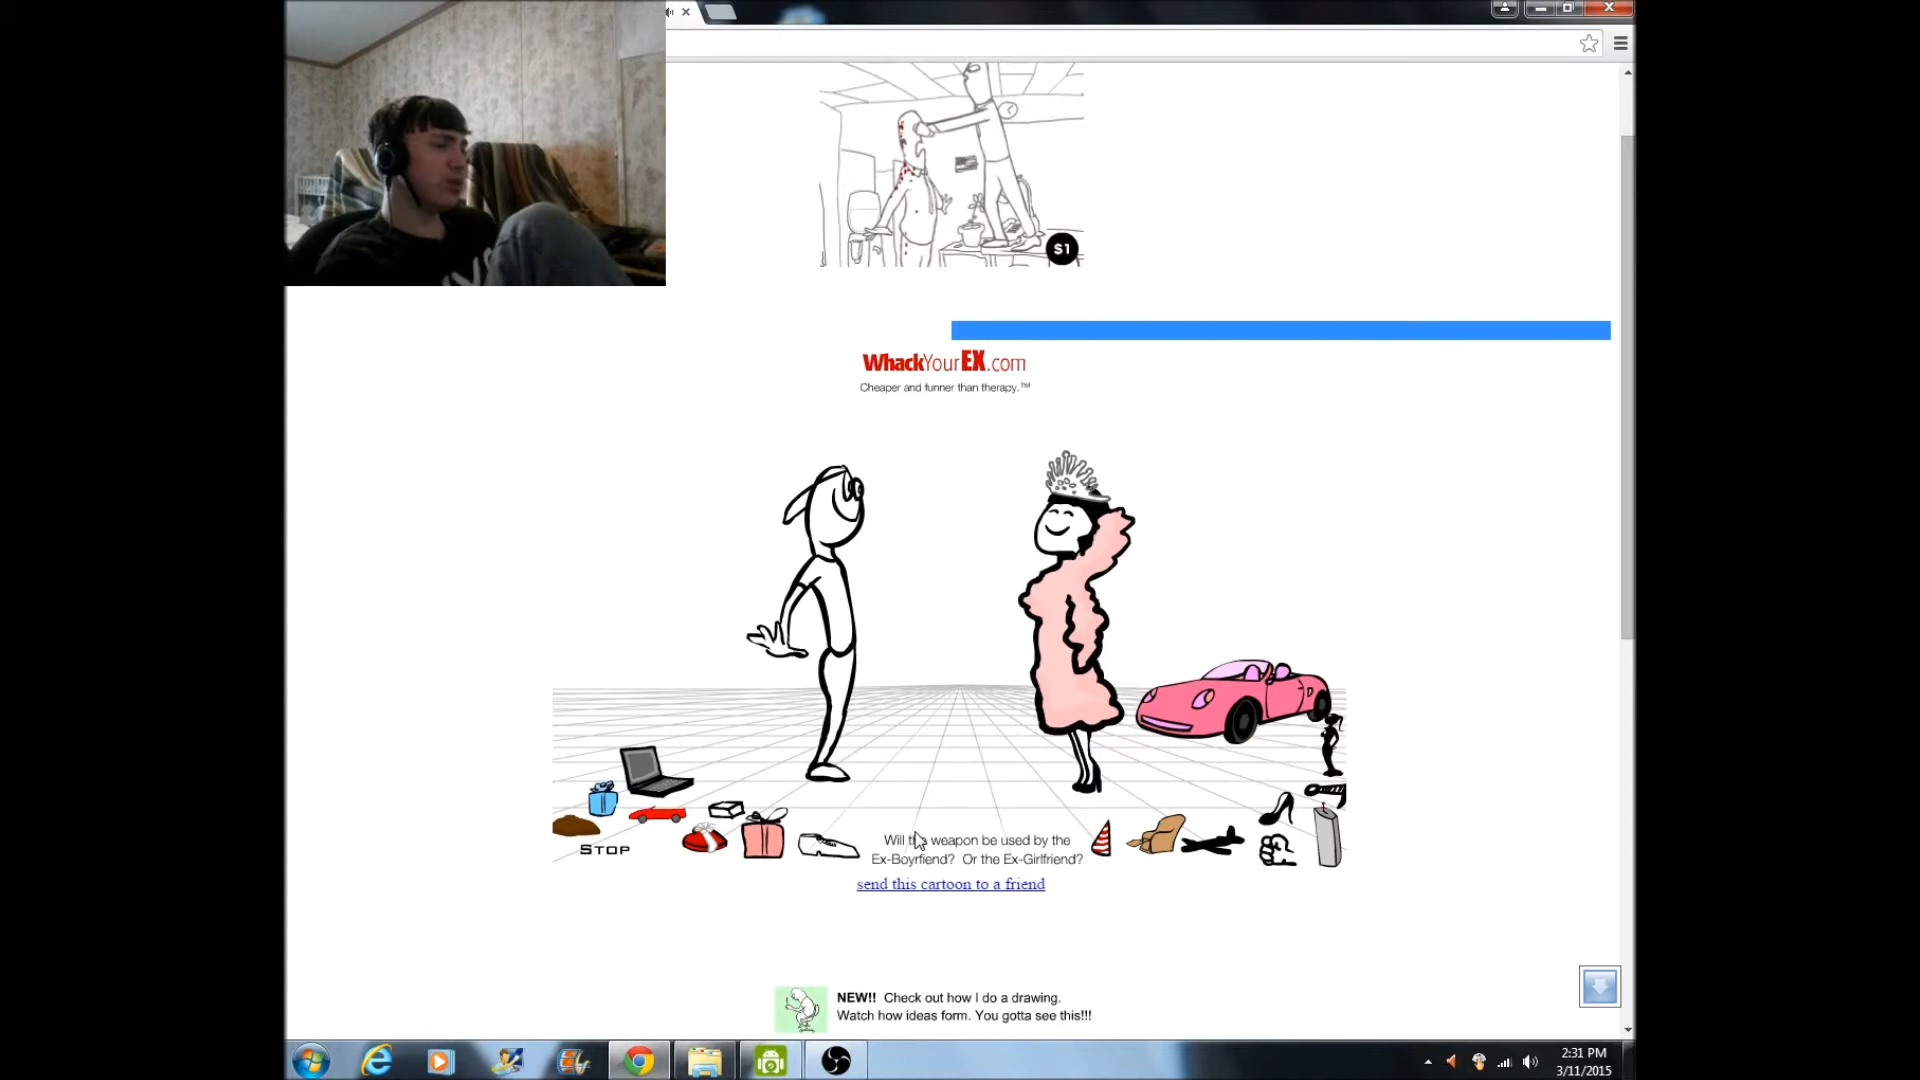 $1
WhackYourEX.com
Cheaper and funner than therapy.™
STOP
Will the weapon be used by the
Ex-Boyrfiend? Or the Ex-Girlfriend?
send this cartoon to a friend
NEW!! Check out how I do a drawing.
Watch how ideas form. You gotta see this!!!
2:31 PM
3/11/2015